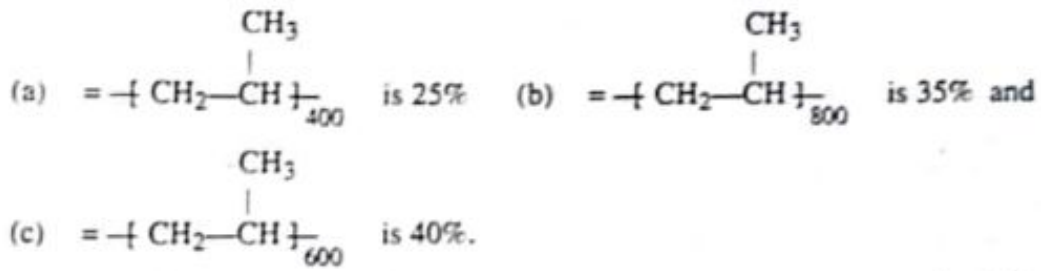 CH₃ CH₃
|  |
(a) = -[ CH₂—CH ]-₄₀₀ is 25% (b) = -[ CH₂—CH ]-₈₀₀ is 35% and
CH₃
|
(c) = -[ CH₂—CH ]-₆₀₀ is 40%.